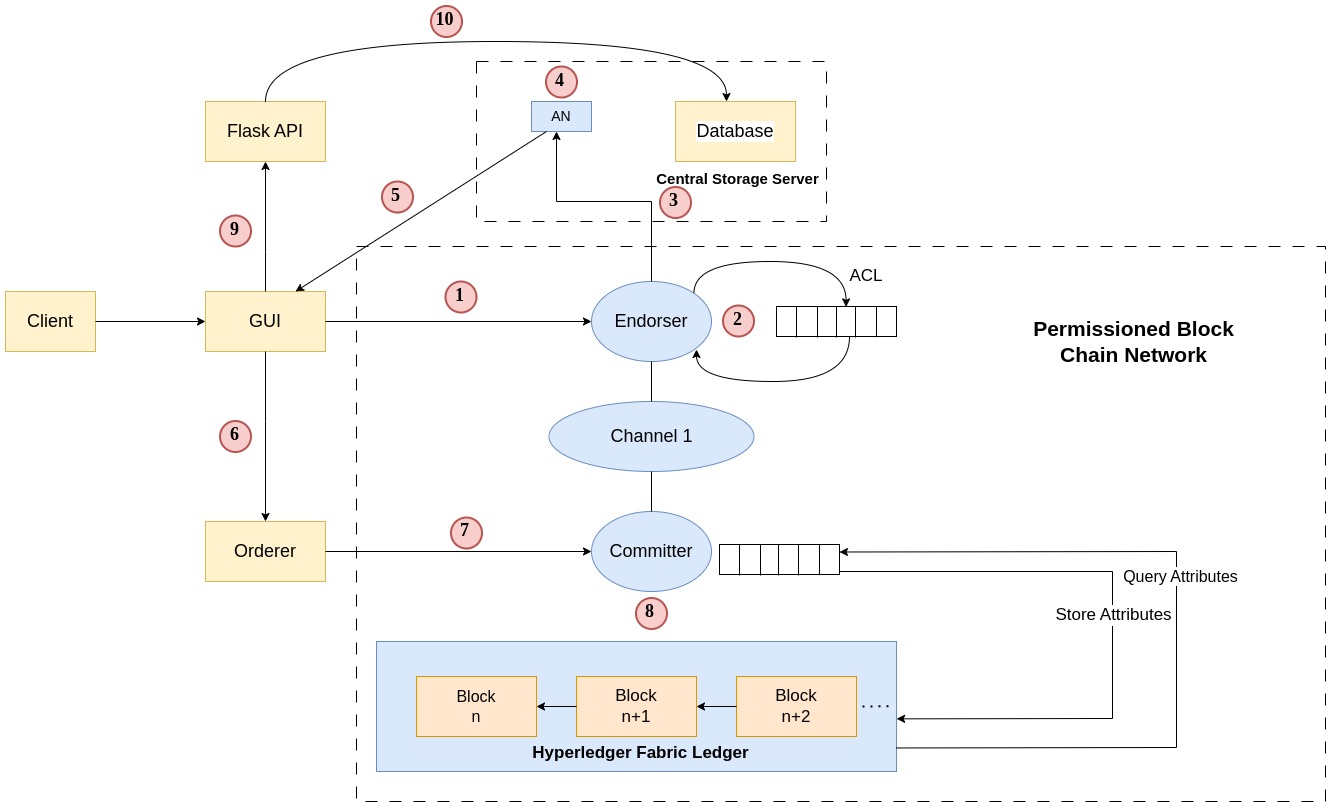 10
4
AN
Flask API
Database
Central Storage Server
5
3
9
ACL
1
Client
GUI
Endorser
2
Permissioned Block
Chain Network
6
Channel 1
7
Orderer
Committer
Query Attributes
8
Store Attributes
Block
n
Block
n+1
Block
n+2
....
Hyperledger Fabric Ledger